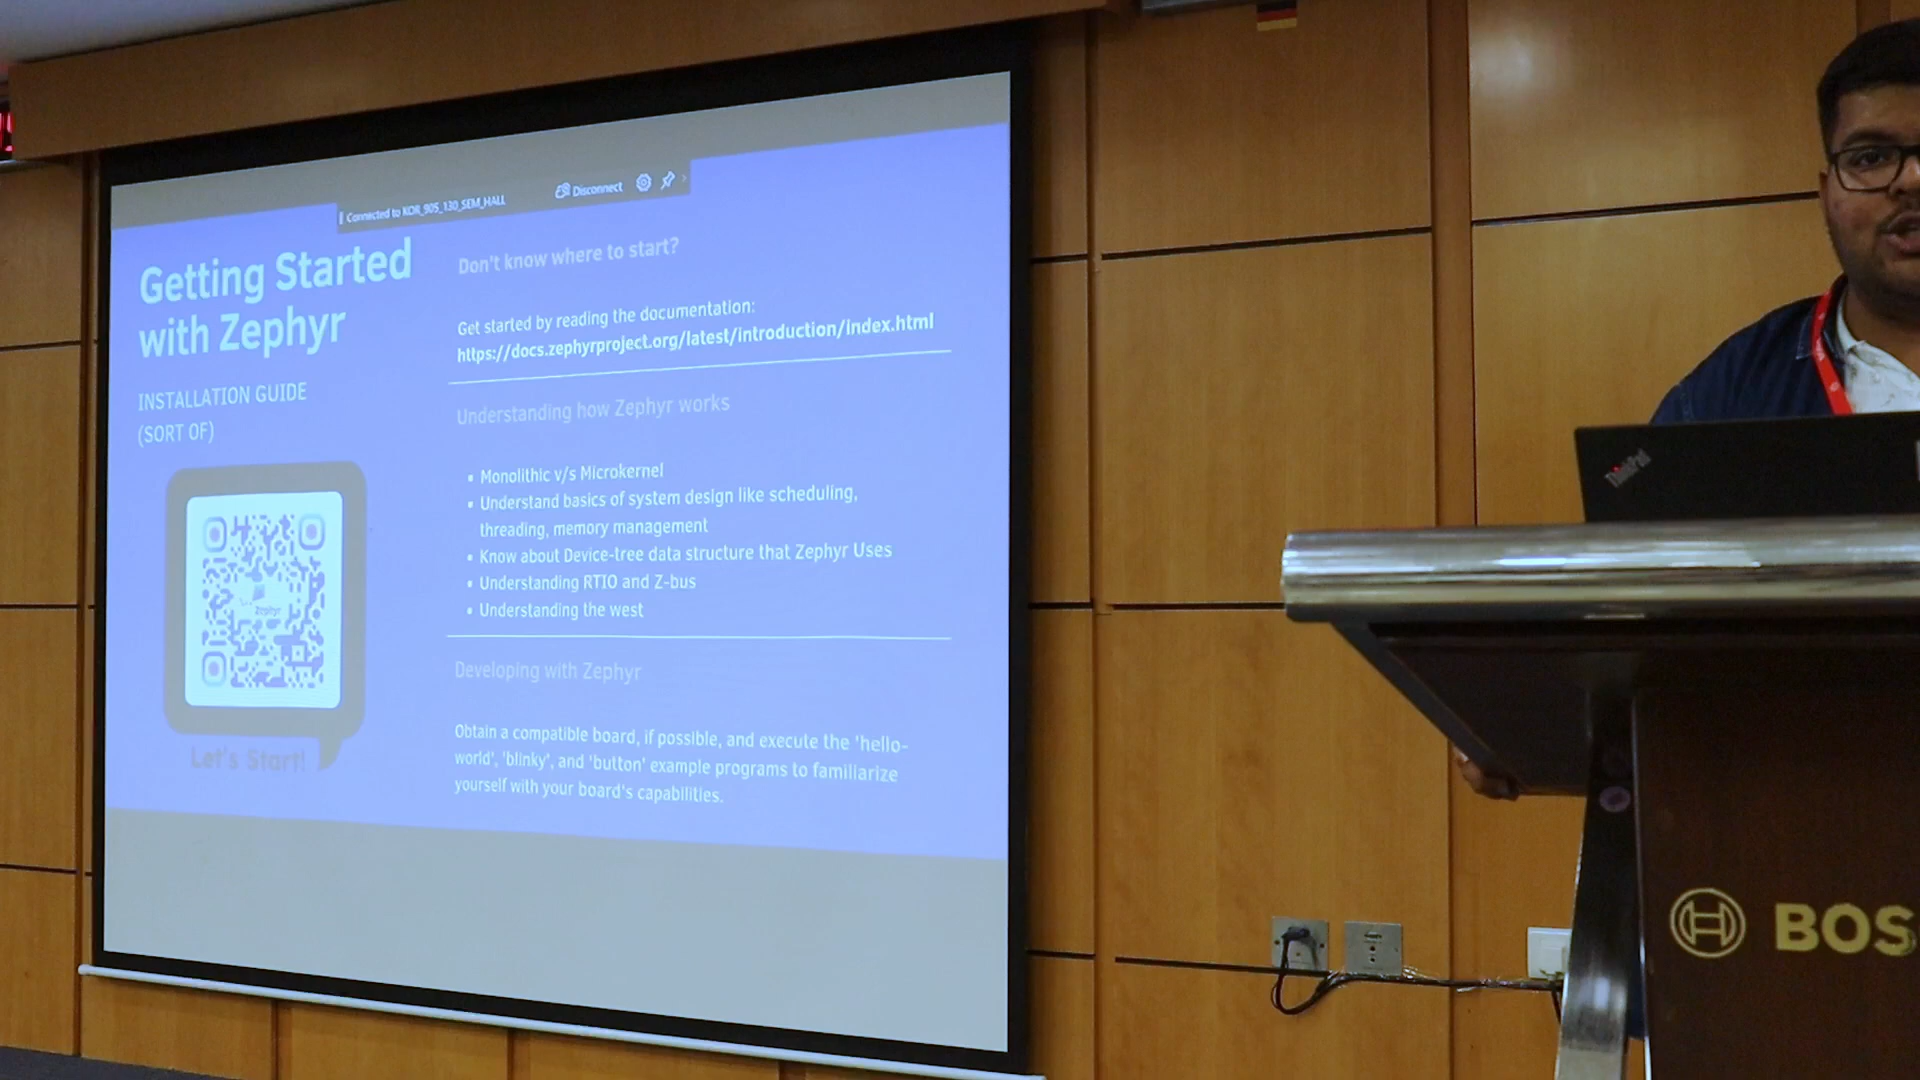 Connected to KOR_905_130_SEM_HALL
Disconnect
Getting Started
with Zephyr
INSTALLATION GUIDE
(SORT OF)
Zephyr
Let's Start!
Don't know where to start?
Get started by reading the documentation:
https://docs.zephyrproject.org/latest/introduction/index.html
Understanding how Zephyr works
▪ Monolithic v/s Microkernel
▪ Understand basics of system design like scheduling,
threading, memory management
▪ Know about Device-tree data structure that Zephyr Uses
▪ Understanding RTIO and Z-bus
▪ Understanding the west
Developing with Zephyr
Obtain a compatible board, if possible, and execute the 'hello-
world', 'blinky', and 'button' example programs to familiarize
yourself with your board's capabilities.
ThinkPad
BOS